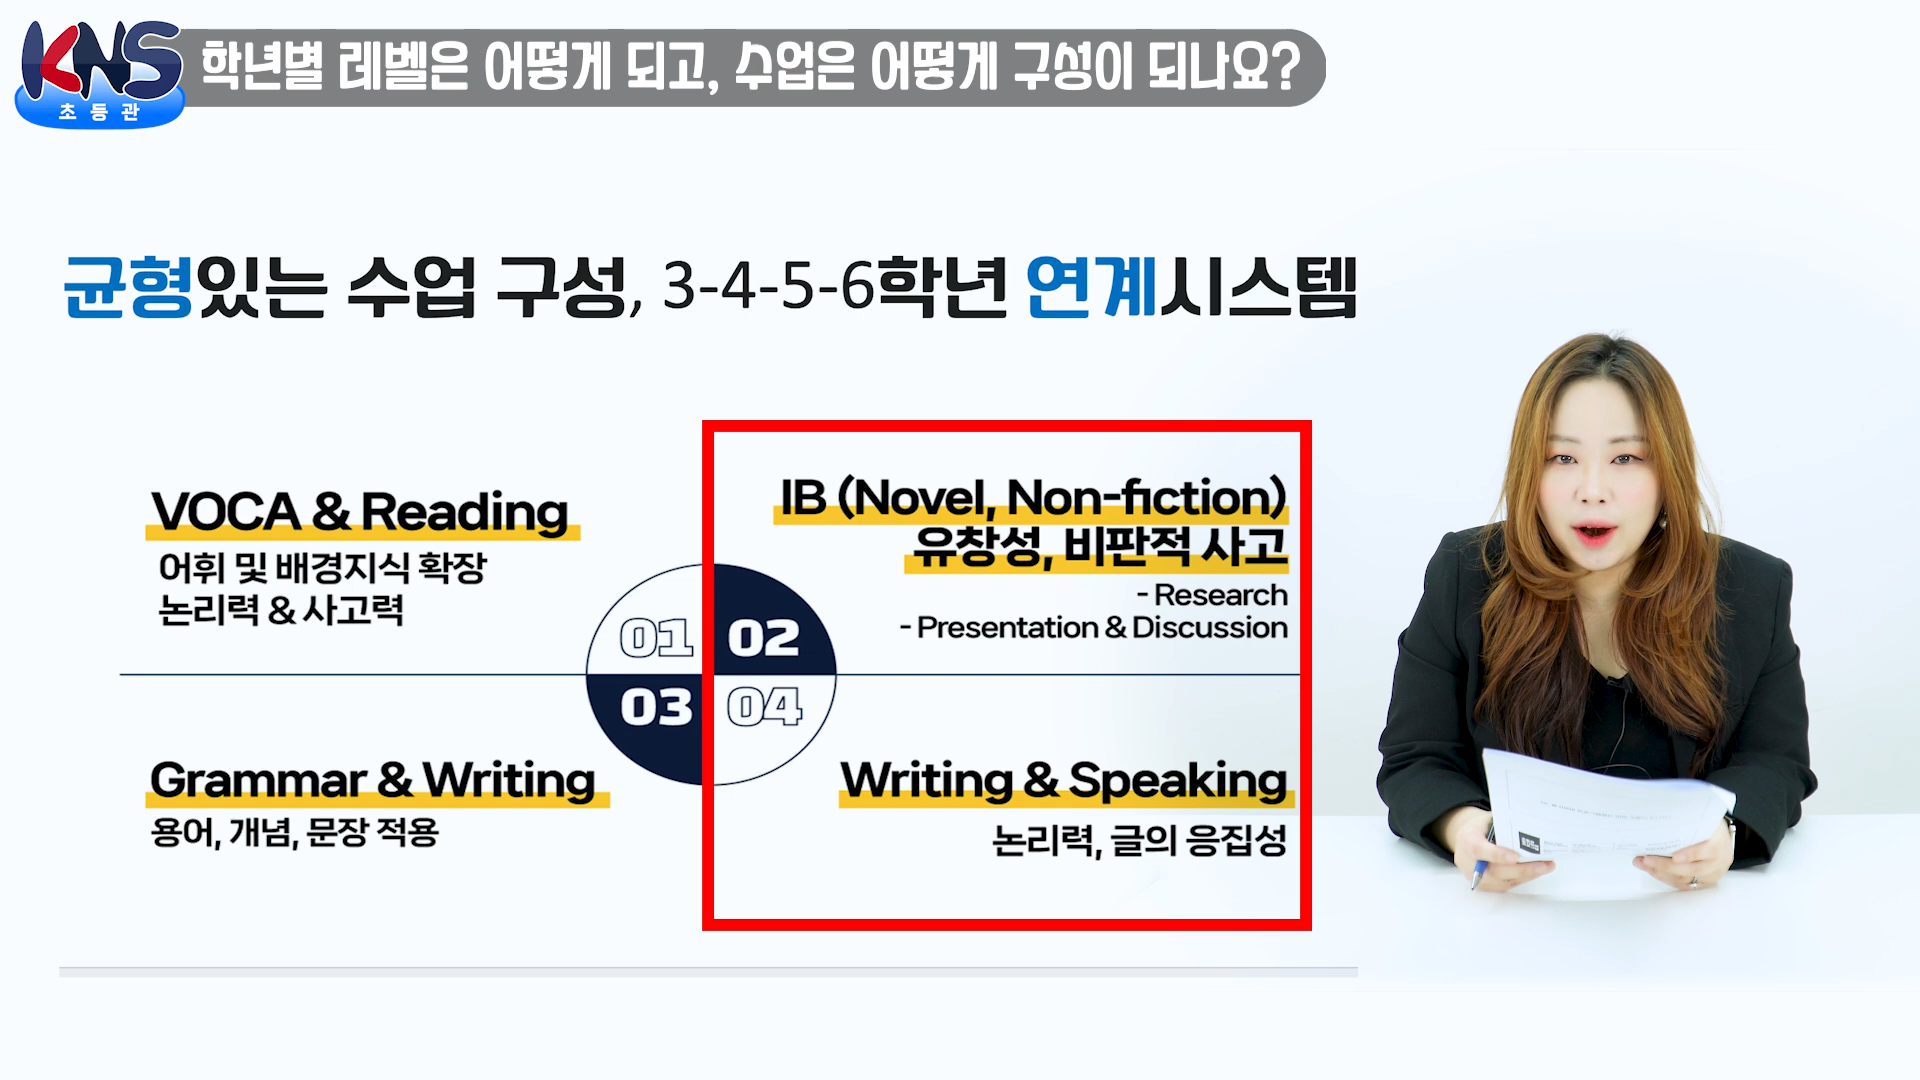 KNS
초등관
학년별 레벨은 어떻게 되고, 수업은 어떻게 구성이 되나요?
균형있는 수업 구성, 3-4-5-6학년 연계시스템
VOCA & Reading
어휘 및 배경지식 확장
논리력 & 사고력
01
02
IB (Novel, Non-fiction)
유창성, 비판적 사고
- Research
- Presentation & Discussion
03
Grammar & Writing
용어, 개념, 문장 적용
04
Writing & Speaking
논리력, 글의 응집성